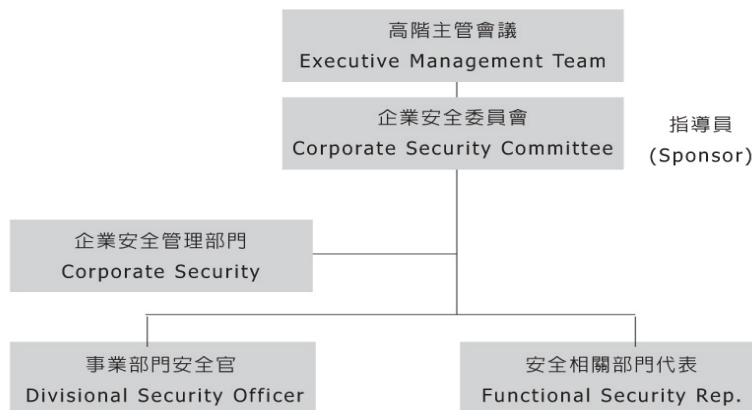 高階主管會議
Executive Management Team
企業安全委員會
Corporate Security Committee
指導員
(Sponsor)
企業安全管理部門
Corporate Security
事業部門安全官
Divisional Security Officer
安全相關部門代表
Functional Security Rep.